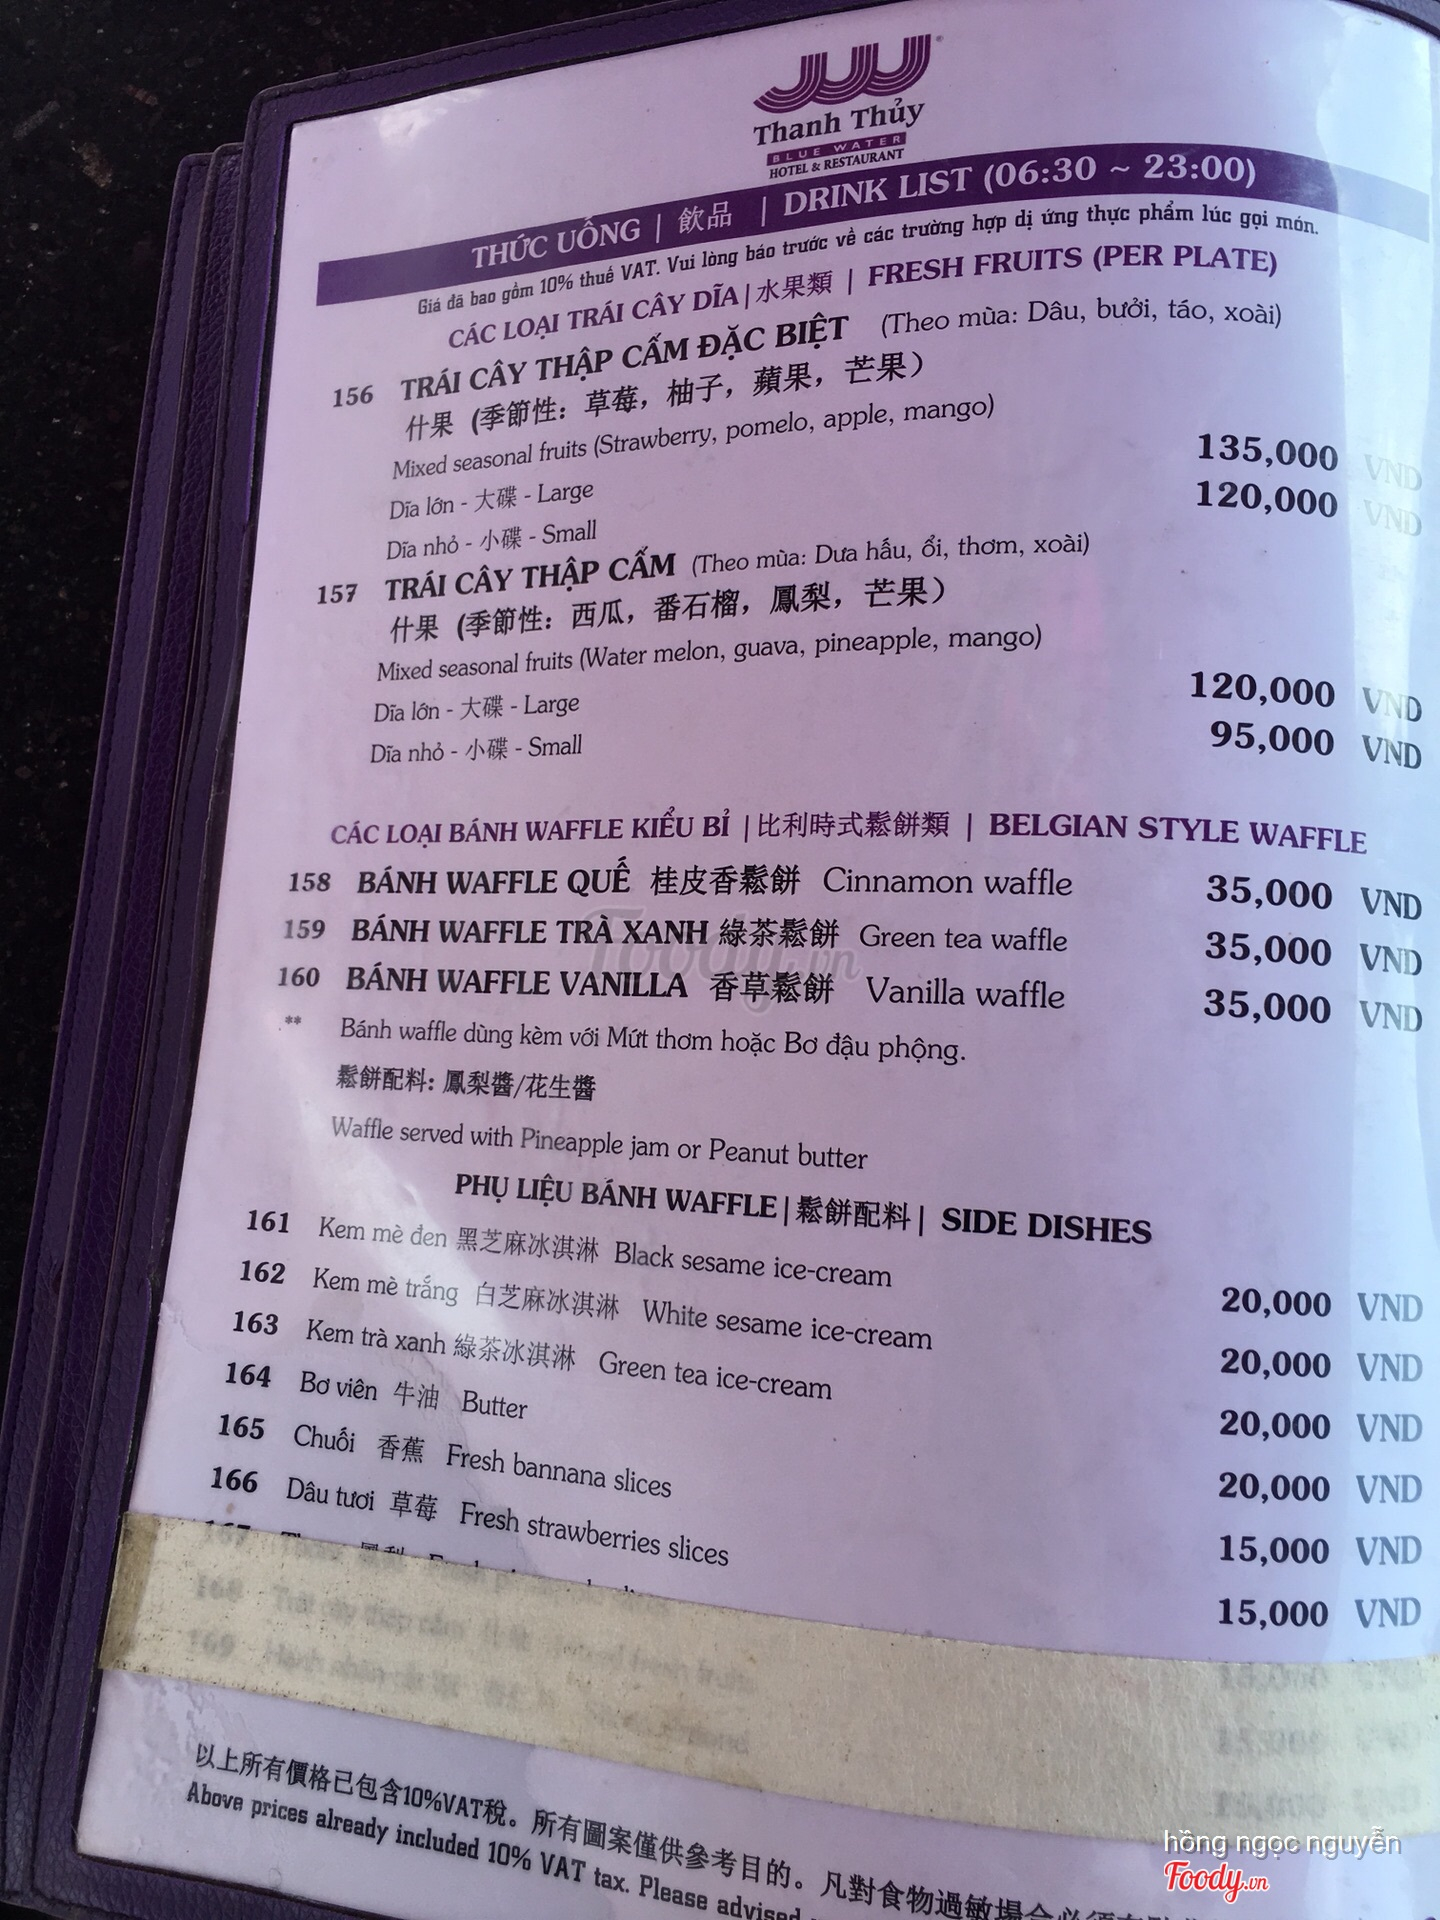 Thanh Thủy
BLUE WATER
HOTEL & RESTAURANT
THỨC UỐNG | 飲品 | DRINK LIST (06:30 ~ 23:00)
Giá đã bao gồm 10% thuế VAT. Vui lòng báo trước về các trường hợp dị ứng thực phẩm lúc gọi món.
CÁC LOẠI TRÁI CÂY DĨA | 水果類 | FRESH FRUITS (PER PLATE)
156 TRÁI CÂY THẬP CẨM ĐẶC BIỆT (Theo mùa: Dâu, bưởi, táo, xoài)
什果 (季節性：草莓，柚子，蘋果，芒果）
Mixed seasonal fruits (Strawberry, pomelo, apple, mango)
Dĩa lớn - 大碟 - Large 135,000 VND
Dĩa nhỏ - 小碟 - Small 120,000 VND
157 TRÁI CÂY THẬP CẨM (Theo mùa: Dưa hấu, ổi, thơm, xoài)
什果 (季節性：西瓜，番石榴，鳳梨，芒果）
Mixed seasonal fruits (Water melon, guava, pineapple, mango)
Dĩa lớn - 大碟 - Large 120,000 VND
Dĩa nhỏ - 小碟 - Small 95,000 VND
CÁC LOẠI BÁNH WAFFLE KIỂU BỈ | 比利時式鬆餅類 | BELGIAN STYLE WAFFLE
158 BÁNH WAFFLE QUẾ 桂皮香鬆餅 Cinnamon waffle 35,000 VND
159 BÁNH WAFFLE TRÀ XANH 綠茶鬆餅 Green tea waffle 35,000 VND
160 BÁNH WAFFLE VANILLA 香草鬆餅 Vanilla waffle 35,000 VND
** Bánh waffle dùng kèm với Mứt thơm hoặc Bơ đậu phộng.
鬆餅配料: 鳳梨醬/花生醬
Waffle served with Pineapple jam or Peanut butter
PHỤ LIỆU BÁNH WAFFLE | 鬆餅配料 | SIDE DISHES
161 Kem mè đen 黑芝麻冰淇淋 Black sesame ice-cream 20,000 VND
162 Kem mè trắng 白芝麻冰淇淋 White sesame ice-cream 20,000 VND
163 Kem trà xanh 綠茶冰淇淋 Green tea ice-cream 20,000 VND
164 Bơ viên 牛油 Butter 20,000 VND
165 Chuối 香蕉 Fresh bannana slices 15,000 VND
166 Dâu tươi 草莓 Fresh strawberries slices 15,000 VND
167
168
169
以上所有價格已包含10%VAT稅。所有圖案僅供參考目的。凡對食物過敏場合必須
Above prices already included 10% VAT tax. Please advised
Foody.vn
hồng ngọc nguyễn
Foody.vn